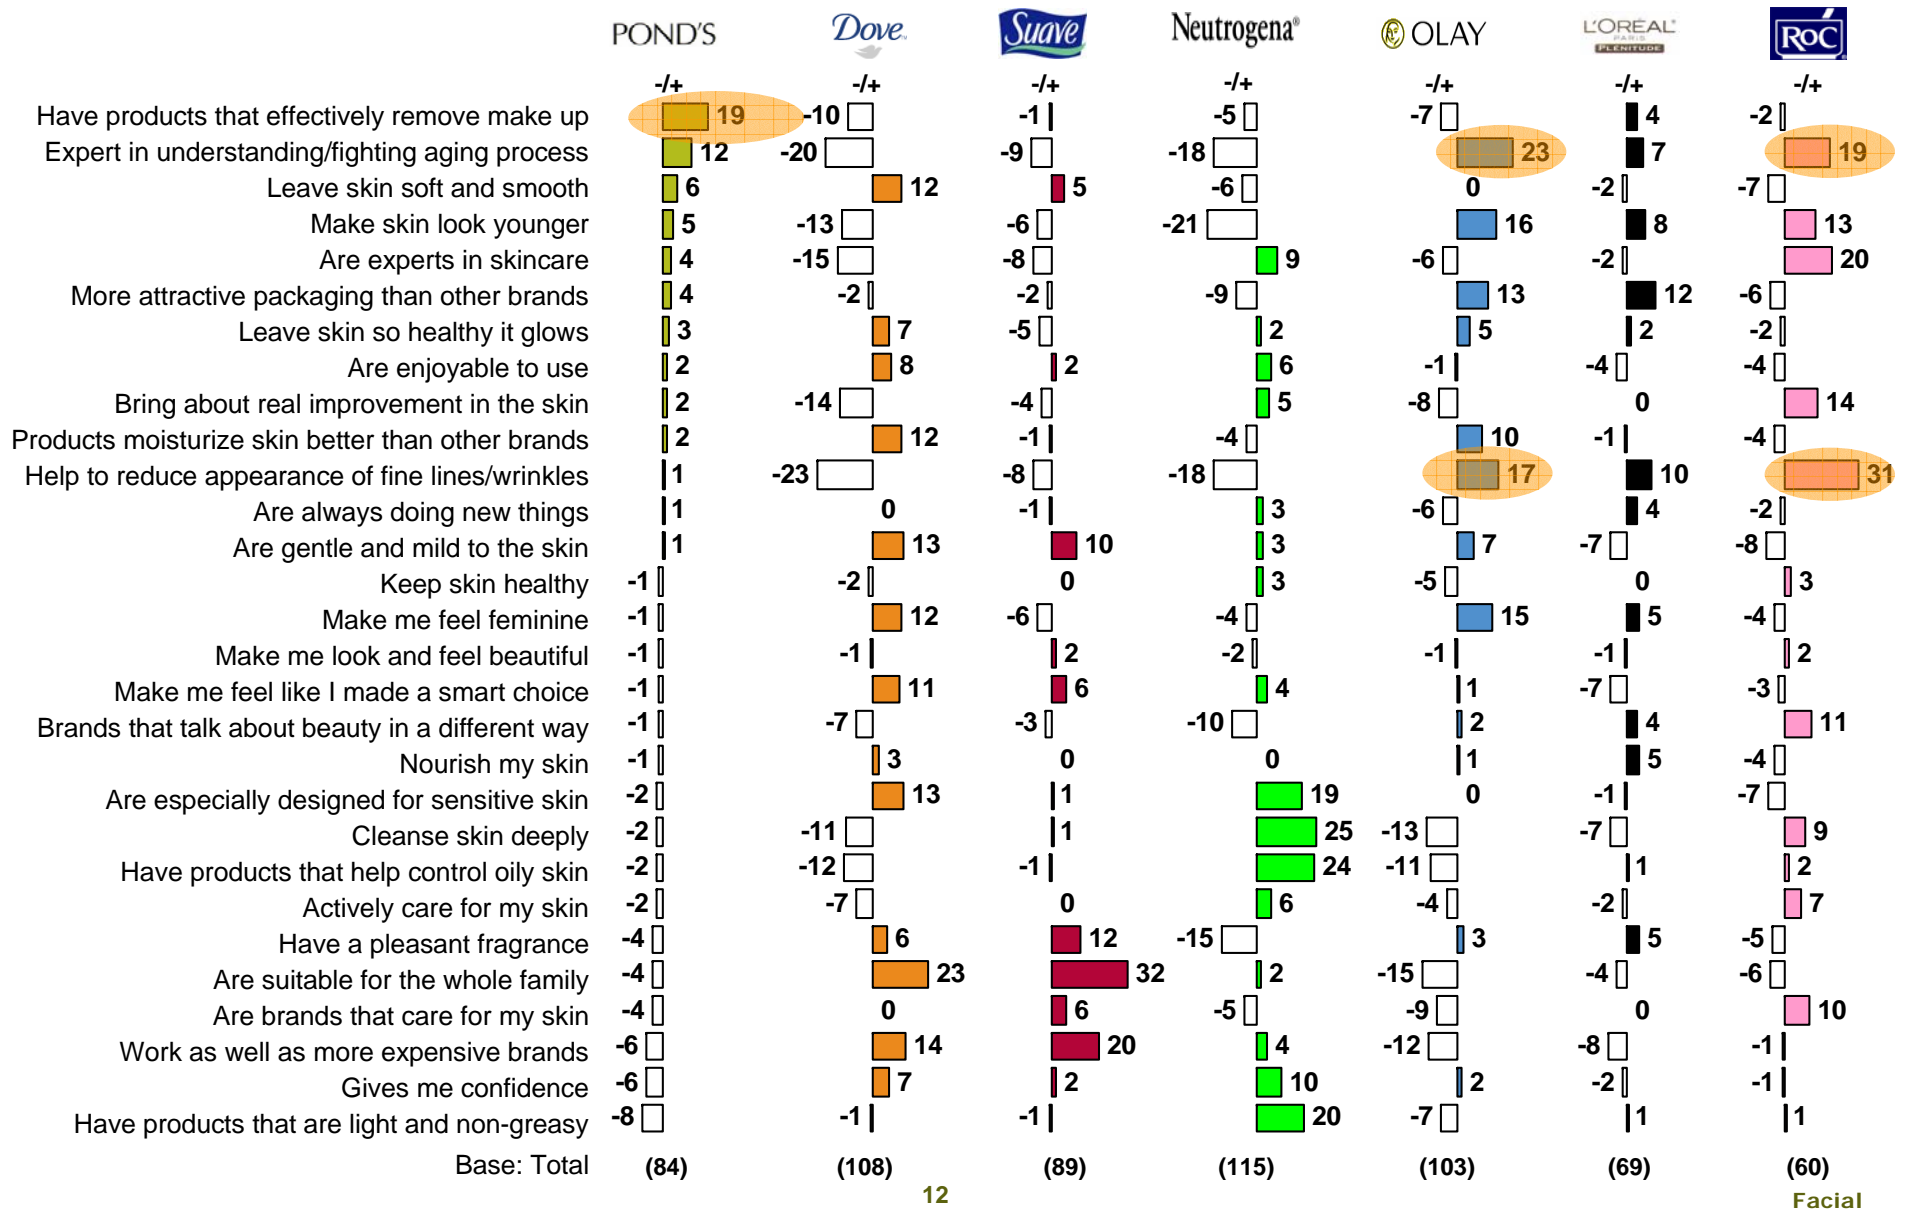 POND'S Dove Suave Neutrogena® OLAY L'ORÉAL PARIS PLENITUDE RoC
-/+ -/+ -/+ -/+ -/+ -/+ -/+
Have products that effectively remove make up 19 -10 -1 -5 -7 4 -2
Expert in understanding/fighting aging process 12 -20 -9 -18 23 7 19
Leave skin soft and smooth 6 12 5 -6 0 -2 -7
Make skin look younger 5 -13 -6 -21 16 8 13
Are experts in skincare 4 -15 -8 9 -6 -2 20
More attractive packaging than other brands 4 -2 -2 -9 13 12 -6
Leave skin so healthy it glows 3 7 -5 2 5 2 -2
Are enjoyable to use 2 8 2 6 -1 -4 -4
Bring about real improvement in the skin 2 -14 -4 5 -8 0 14
Products moisturize skin better than other brands 2 12 -1 -4 10 -1 -4
Help to reduce appearance of fine lines/wrinkles 1 -23 -8 -18 17 10 31
Are always doing new things 1 0 -1 3 -6 4 -2
Are gentle and mild to the skin 1 13 10 3 7 -7 -8
Keep skin healthy -1 -2 0 3 -5 0 3
Make me feel feminine -1 12 -6 -4 15 5 -4
Make me look and feel beautiful -1 -1 2 -2 -1 -1 2
Make me feel like I made a smart choice -1 11 6 4 1 -7 -3
Brands that talk about beauty in a different way -1 -7 -3 -10 2 4 11
Nourish my skin -1 3 0 0 1 5 -4
Are especially designed for sensitive skin -2 13 1 19 0 -1 -7
Cleanse skin deeply -2 -11 1 25 -13 -7 9
Have products that help control oily skin -2 -12 -1 24 -11 1 2
Actively care for my skin -2 -7 0 6 -4 -2 7
Have a pleasant fragrance -4 6 12 -15 3 5 -5
Are suitable for the whole family -4 23 32 2 -15 -4 -6
Are brands that care for my skin -4 0 6 -5 -9 0 10
Work as well as more expensive brands -6 14 20 4 -12 -8 -1
Gives me confidence -6 7 2 10 2 -2 -1
Have products that are light and non-greasy -8 -1 -1 20 -7 1 1
Base: Total (84) (108) (89) (115) (103) (69) (60)
12 Facial